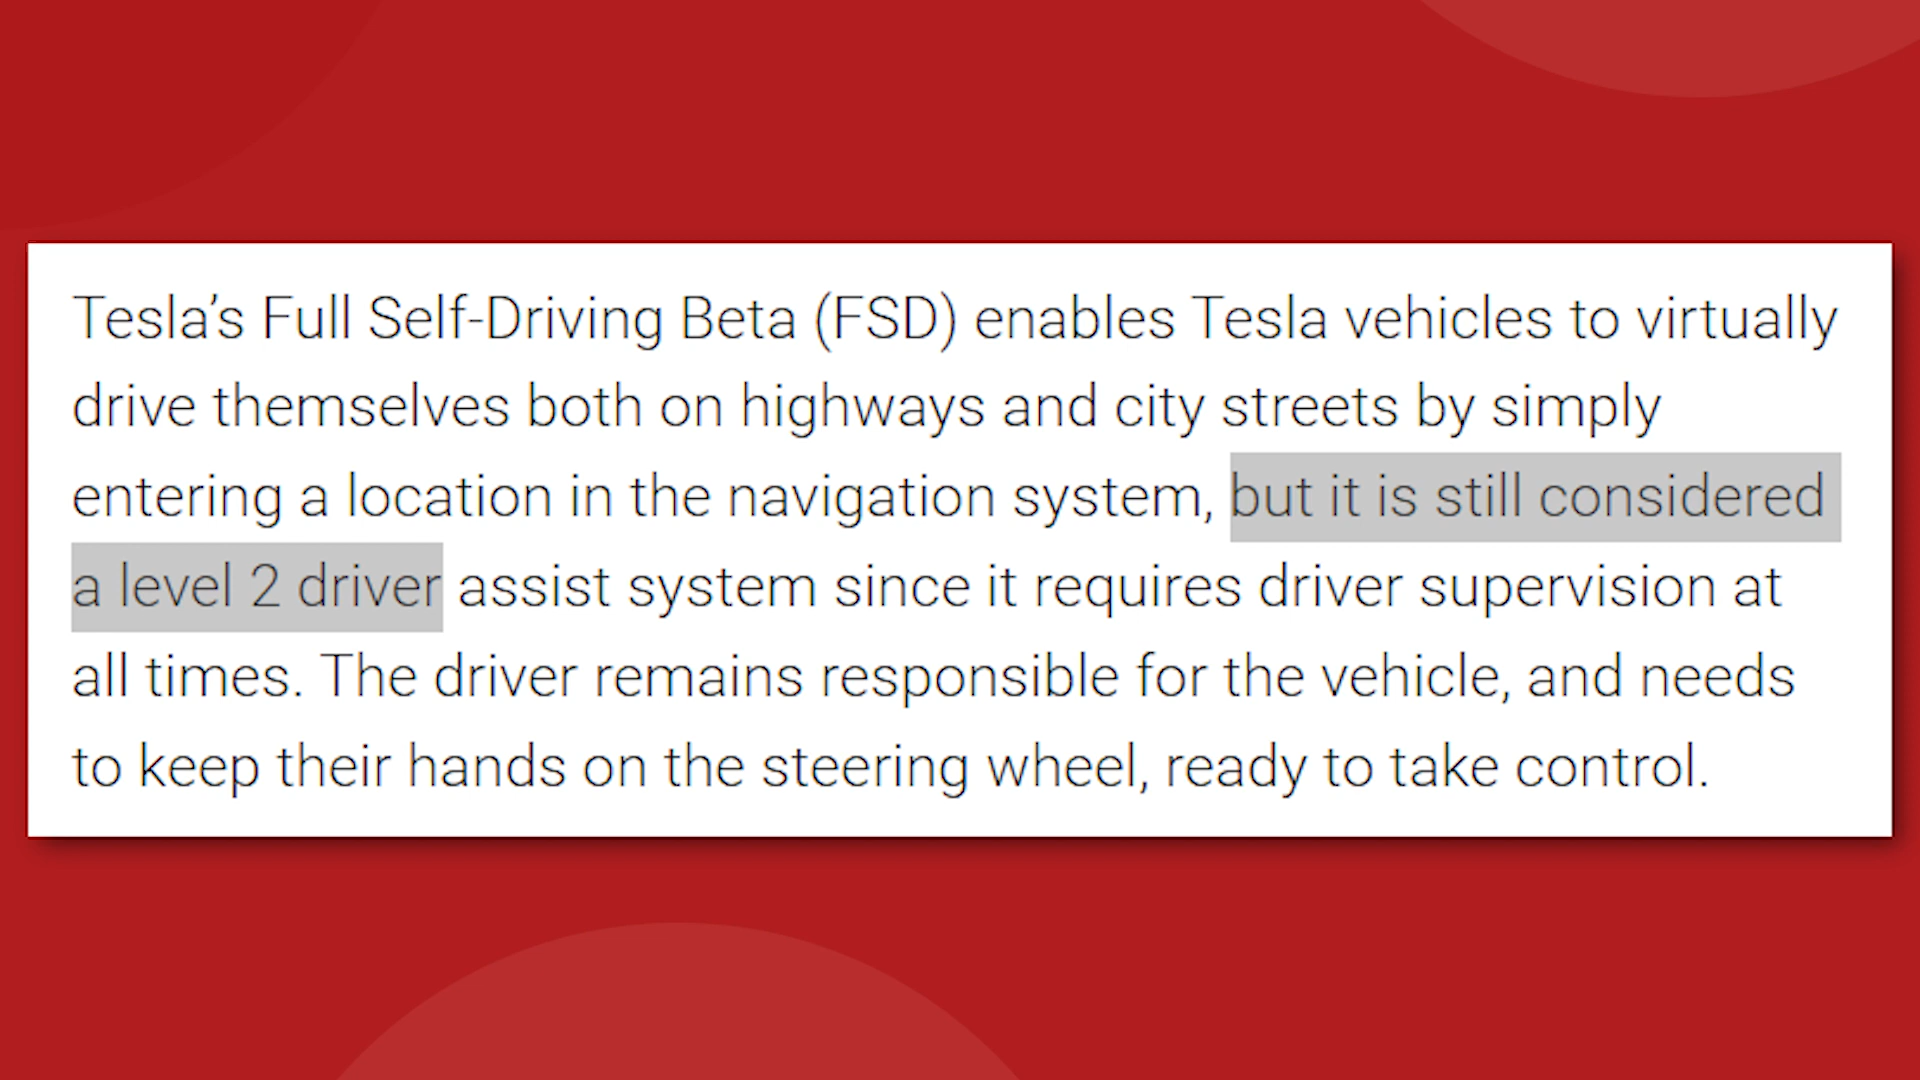 Tesla’s Full Self-Driving Beta (FSD) enables Tesla vehicles to virtually
drive themselves both on highways and city streets by simply
entering a location in the navigation system, but it is still considered
a level 2 driver assist system since it requires driver supervision at
all times. The driver remains responsible for the vehicle, and needs
to keep their hands on the steering wheel, ready to take control.